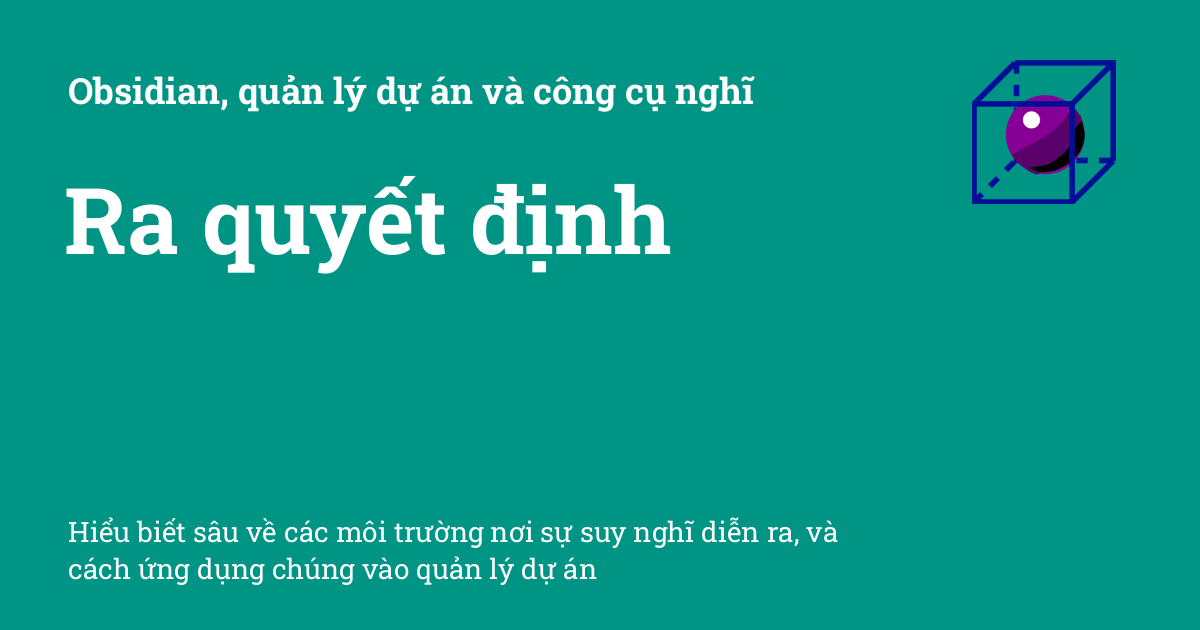 Obsidian, quản lý dự án và công cụ nghĩ
Ra quyết định
Hiểu biết sâu về các môi trường nơi sự suy nghĩ diễn ra, và
cách ứng dụng chúng vào quản lý dự án